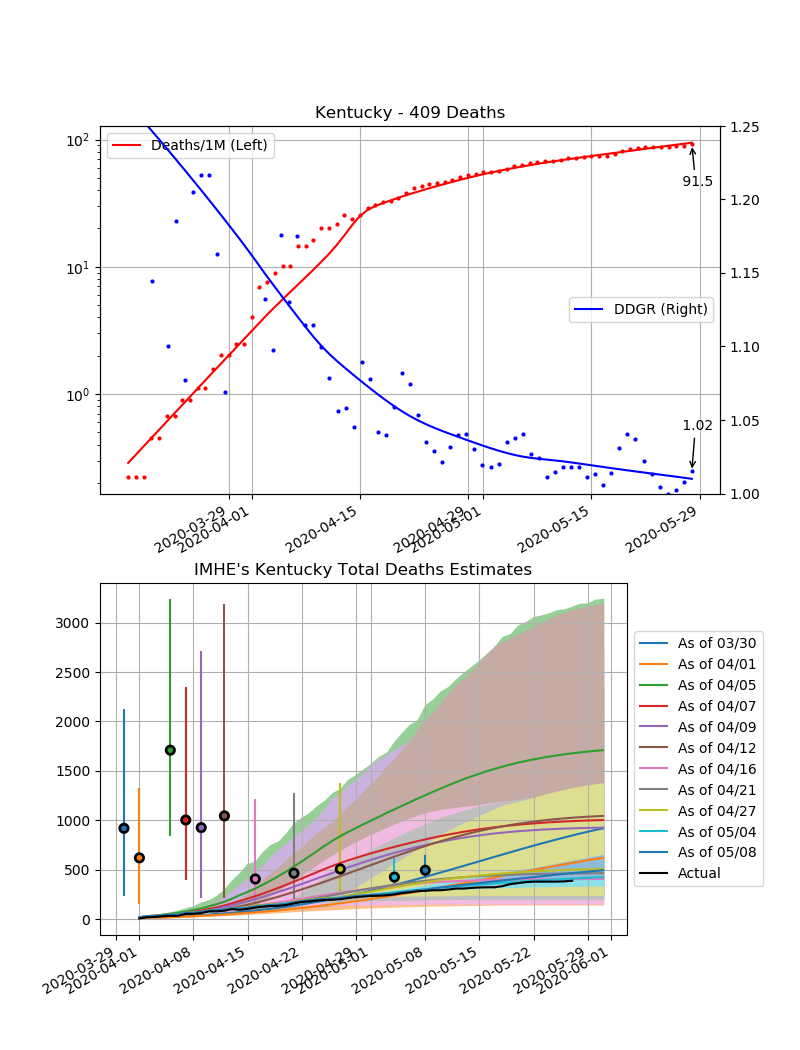 Kentucky - 409 Deaths
Deaths/1M (Left)
DDGR (Right)
91.5
1.02
10²
10¹
10⁰
1.25
1.20
1.15
1.10
1.05
1.00
2020-03-29
2020-04-01
2020-04-15
2020-04-29
2020-05-01
2020-05-15
2020-05-29
IMHE's Kentucky Total Deaths Estimates
3000
2500
2000
1500
1000
500
0
2020-03-29
2020-04-01
2020-04-08
2020-04-15
2020-04-22
2020-04-29
2020-05-01
2020-05-08
2020-05-15
2020-05-22
2020-05-29
2020-06-01
As of 03/30
As of 04/01
As of 04/05
As of 04/07
As of 04/09
As of 04/12
As of 04/16
As of 04/21
As of 04/27
As of 05/04
As of 05/08
Actual